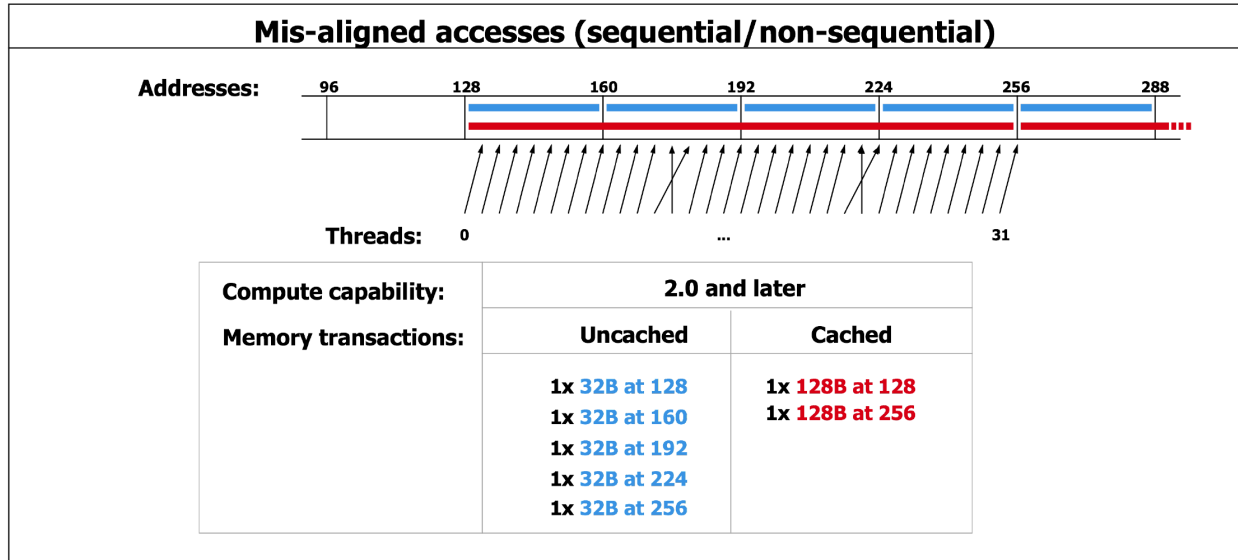 Mis-aligned accesses (sequential/non-sequential)
Addresses: 96 128 160 192 224 256 288
Threads: 0 ... 31
Compute capability: 2.0 and later
Memory transactions: Uncached Cached
1x 32B at 128 1x 128B at 128
1x 32B at 160 1x 128B at 256
1x 32B at 192
1x 32B at 224
1x 32B at 256